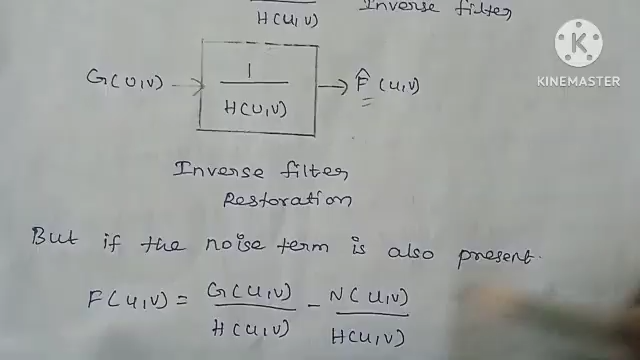 H(U,V) Inverse filter
G(U,V) → 1/H(U,V) → F̂(U,V)
KINEMASTER
Inverse filter
Restoration
But if the noise term is also present.
F(U,V) = G(U,V)/H(U,V) - N(U,V)/H(U,V)